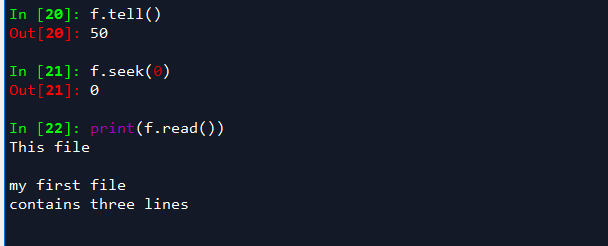 In [20]: f.tell()
Out[20]: 50
In [21]: f.seek(0)
Out[21]: 0
In [22]: print(f.read())
This file
my first file
contains three lines